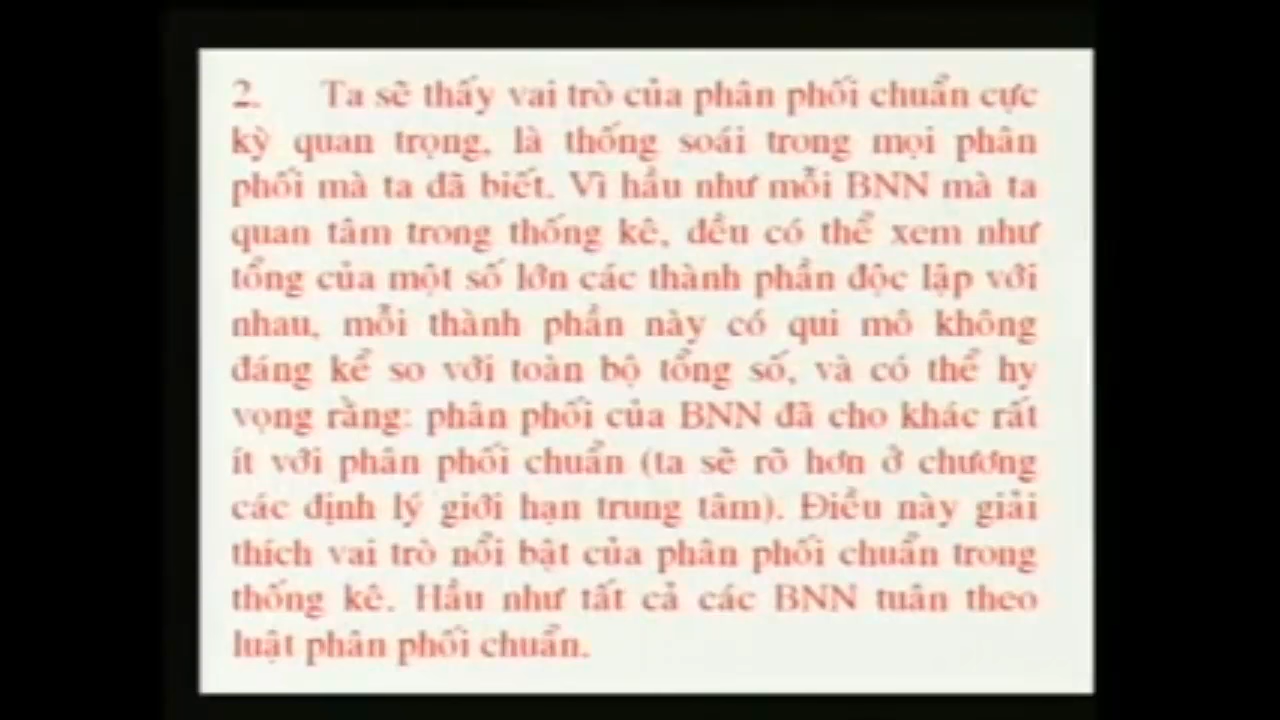 2. Ta sẽ thấy vai trò của phân phối chuẩn cực
kỳ quan trọng, là thống soái trong mọi phân
phối mà ta đã biết. Vì hầu như mỗi BNN mà ta
quan tâm trong thống kê, đều có thể xem như
tổng của một số lớn các thành phần độc lập với
nhau, mỗi thành phần này có qui mô không
đáng kể so với toàn bộ tổng số, và có thể hy
vọng rằng: phân phối của BNN đã cho khác rất
ít với phân phối chuẩn (ta sẽ rõ hơn ở chương
các định lý giới hạn trung tâm). Điều này giải
thích vai trò nổi bật của phân phối chuẩn trong
thống kê. Hầu như tất cả các BNN tuân theo
luật phân phối chuẩn.